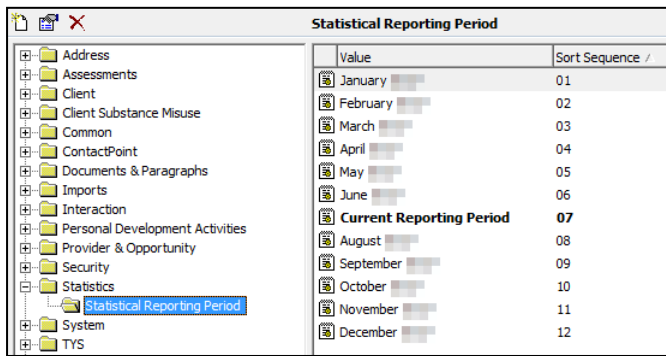 Statistical Reporting Period
Address
Assessments
Client
Client Substance Misuse
Common
ContactPoint
Documents & Paragraphs
Imports
Interaction
Personal Development Activities
Provider & Opportunity
Security
Statistics
Statistical Reporting Period
System
TYS
Value Sort Sequence
January 01
February 02
March 03
April 04
May 05
June 06
Current Reporting Period 07
August 08
September 09
October 10
November 11
December 12